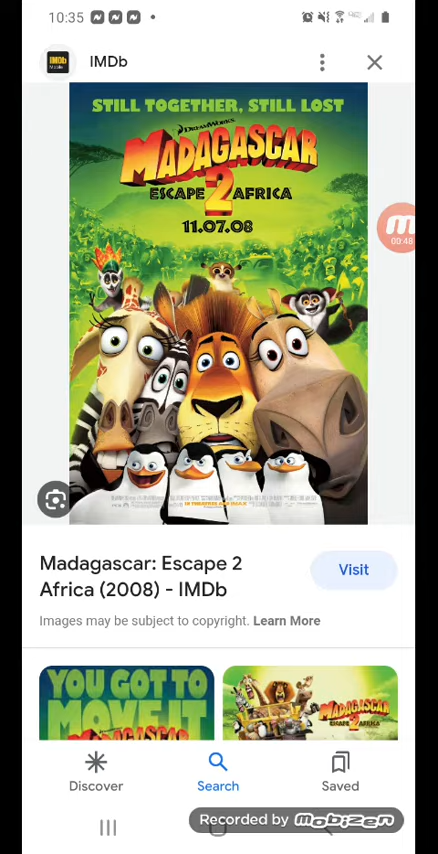 10:35
IMDb
IMDb
STILL TOGETHER, STILL LOST
DREAMWORKS
MADAGASCAR
ESCAPE 2 AFRICA
11.07.08
00:48
Madagascar: Escape 2
Africa (2008) - IMDb
Visit
Images may be subject to copyright. Learn More
YOU GOT TO
MOVE IT
MADAGASCAR
MADAGASCAR
ESCAPE 2 AFRICA
Discover
Search
Saved
Recorded by Mobizen